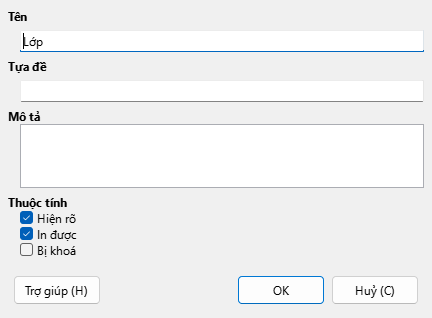 Tên
Lớp
Tựa đề
Mô tả
Thuộc tính
Hiện rõ
In được
Bị khoá
Trợ giúp (H)
OK
Huỷ (C)